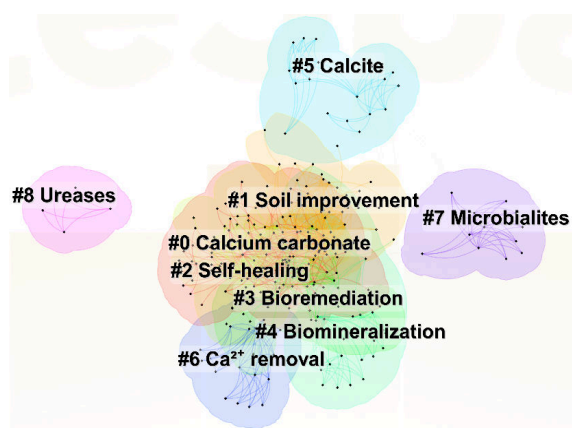 #5 Calcite
#8 Ureases
#1 Soil improvement
#7 Microbialites
#0 Calcium carbonate
#2 Self-healing
#3 Bioremediation
#4 Biomineralization
#6 Ca²⁺ removal